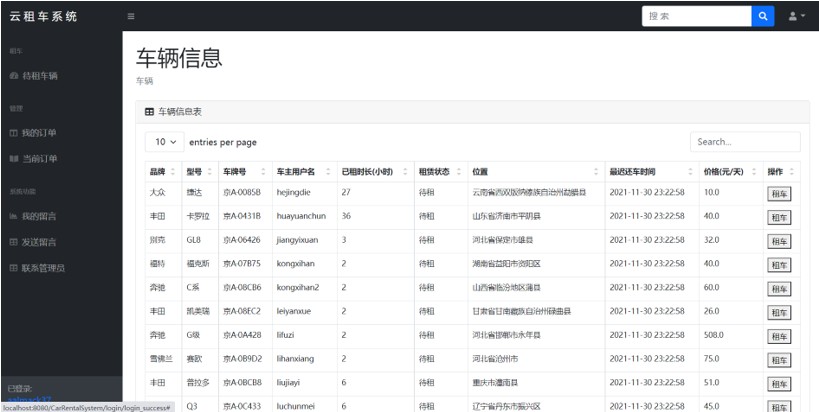 云租车系统
搜 索
租车
待租车辆
管理
我的订单
当前订单
我的留言
发送留言
联系管理员
已登录:
localhost:8080/CarRentalSystem/login/login_success#
车辆信息
车辆
车辆信息表
10 entries per page Search...
品牌 型号 车牌号 车主用户名 已租时长(小时) 租赁状态 位置 最近还车时间 价格(元/天) 操作
大众 捷达 京A·0085B hejingdie 27 待租 云南省西双版纳傣族自治州勐腊县 2021-11-30 23:22:58 10.0 租车
丰田 卡罗拉 京A·0431B huayuanchun 36 待租 山东省济南市平阴县 2021-11-30 23:22:58 40.0 租车
别克 GL8 京A·06426 jiangyixuan 3 待租 河北省保定市雄县 2021-11-30 23:22:58 32.0 租车
福特 福克斯 京A·07B75 kongxihan 2 待租 湖南省益阳市资阳区 2021-11-30 23:22:58 40.0 租车
奔驰 C系 京A·08CB6 kongxihan2 2 待租 山西省临汾地区蒲县 2021-11-30 23:22:58 60.0 租车
丰田 凯美瑞 京A·08EC2 leiyanxue 2 待租 甘肃省甘南藏族自治州碌曲县 2021-11-30 23:22:58 26.0 租车
奔驰 G级 京A·0A428 lifuzi 2 待租 河北省邯郸市永年县 2021-11-30 23:22:58 508.0 租车
雪佛兰 赛欧 京A·0B9D2 lihanxiang 2 待租 河北省沧州市 2021-11-30 23:22:58 75.0 租车
丰田 普拉多 京A·0BCB8 liujiayi 6 待租 重庆市潼南县 2021-11-30 23:22:58 51.0 租车
Q3 京A·0C433 luchunmei 6 待租 辽宁省丹东市振兴区 2021-11-30 23:22:58 45.0 租车